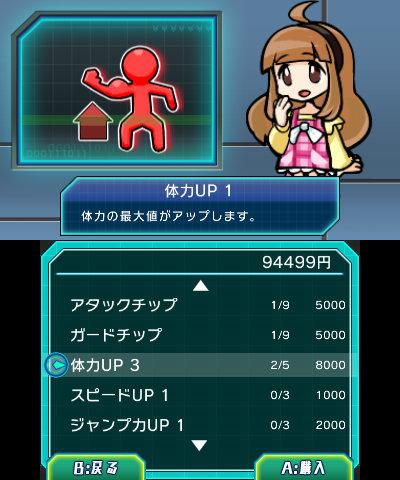 体力UP 1
体力の最大値がアップします。
94499円
アタックチップ 1/9 5000
ガードチップ 1/9 5000
体力UP 3 2/5 8000
スピードUP 1 0/3 1000
ジャンプ力UP 1 0/3 2000
B:戻る A:購入